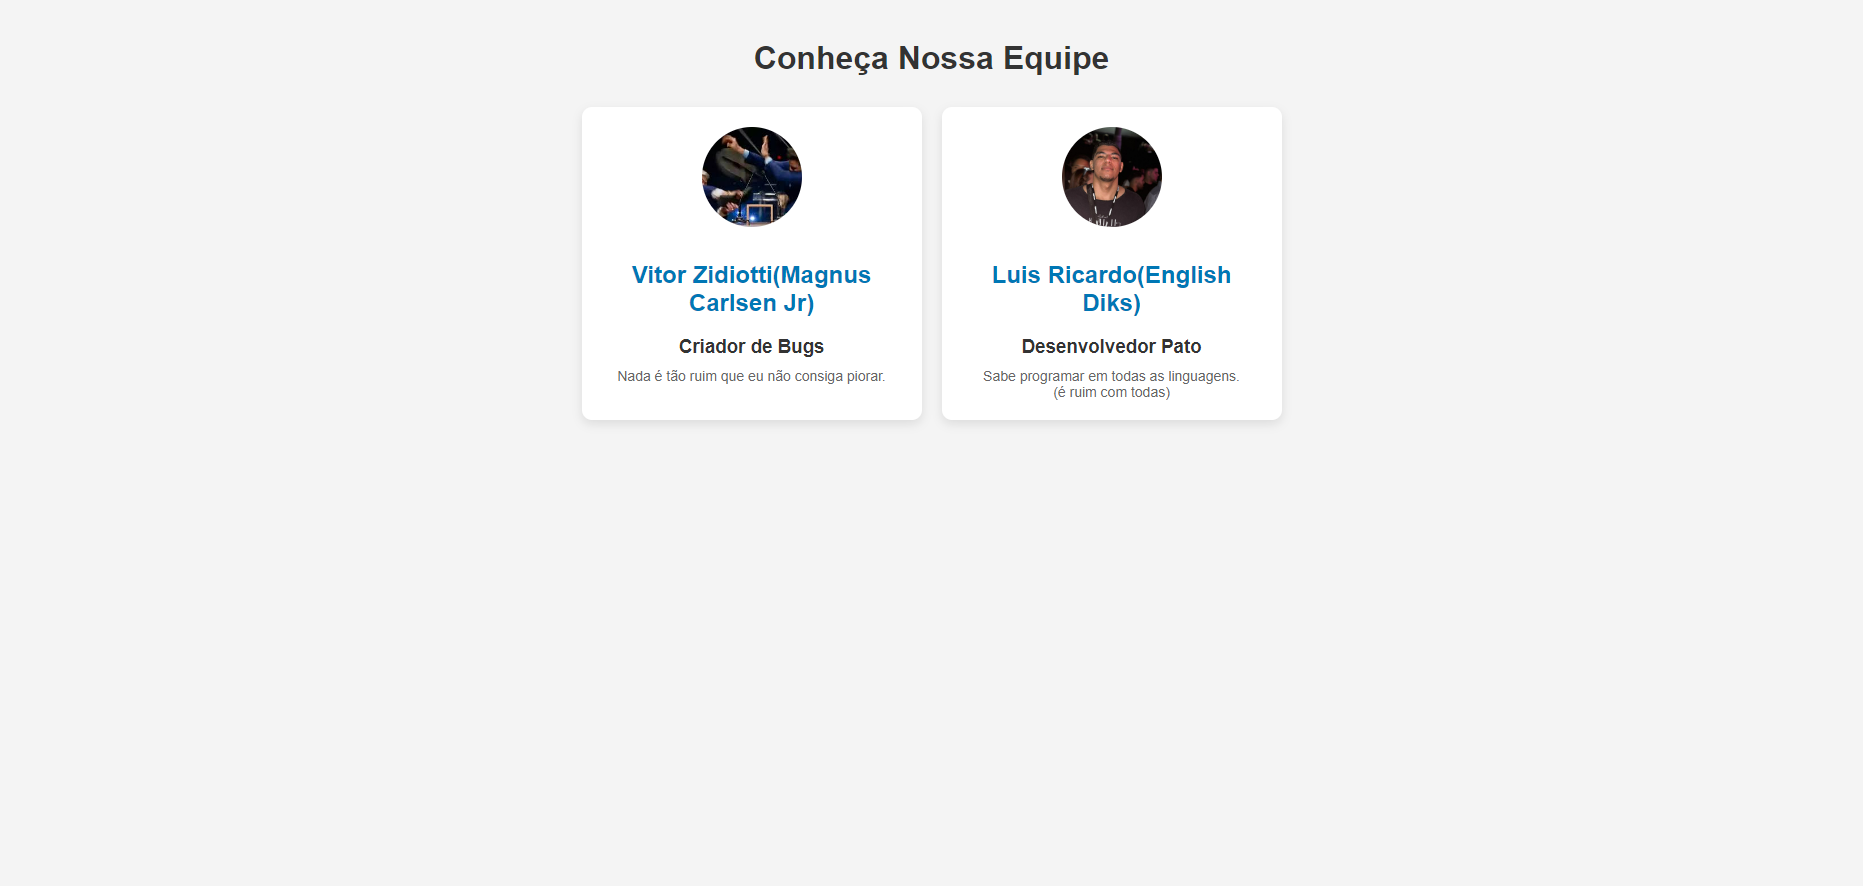 Conheça Nossa Equipe
Vitor Zidiotti(Magnus
Carlsen Jr)
Criador de Bugs
Nada é tão ruim que eu não consiga piorar.
Luis Ricardo(English
Diks)
Desenvolvedor Pato
Sabe programar em todas as linguagens.
(é ruim com todas)